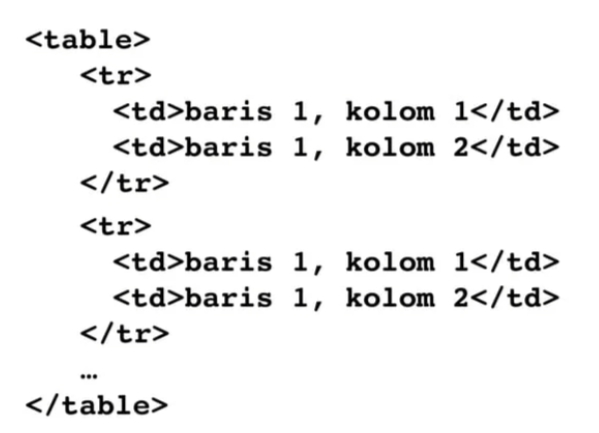 <table>
<tr>
<td>baris 1, kolom 1</td>
<td>baris 1, kolom 2</td>
</tr>
<tr>
<td>baris 1, kolom 1</td>
<td>baris 1, kolom 2</td>
</tr>
…
</table>